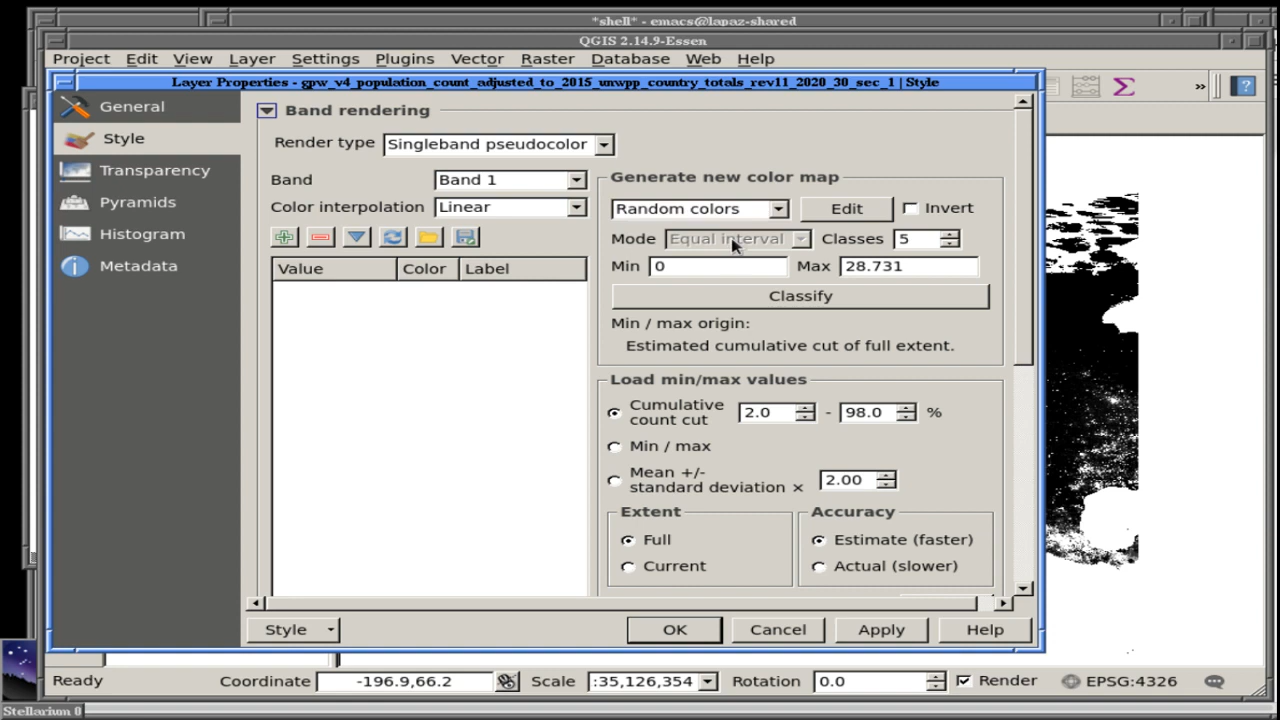 *shell* - emacs@lapaz-shared
QGIS 2.14.9-Essen
Project Edit View Layer Settings Plugins Vector Raster Database Web Help
Layer Properties - gpw_v4_population_count_adjusted_to_2015_unwpp_country_totals_rev11_2020_30_sec_1 | Style
General
Style
Transparency
Pyramids
Histogram
Metadata
Band rendering
Render type Singleband pseudocolor
Band Band 1
Color interpolation Linear
Value Color Label
Generate new color map
Random colors Edit Invert
Mode Equal interval Classes 5
Min 0 Max 28.731
Classify
Min / max origin:
Estimated cumulative cut of full extent.
Load min/max values
Cumulative
count cut 2.0 - 98.0 %
Min / max
Mean +/-
standard deviation × 2.00
Extent
Full
Current
Accuracy
Estimate (faster)
Actual (slower)
Style OK Cancel Apply Help
Ready Coordinate -196.9,66.2 Scale :35,126,354 Rotation 0.0 Render EPSG:4326
Stellarium 0